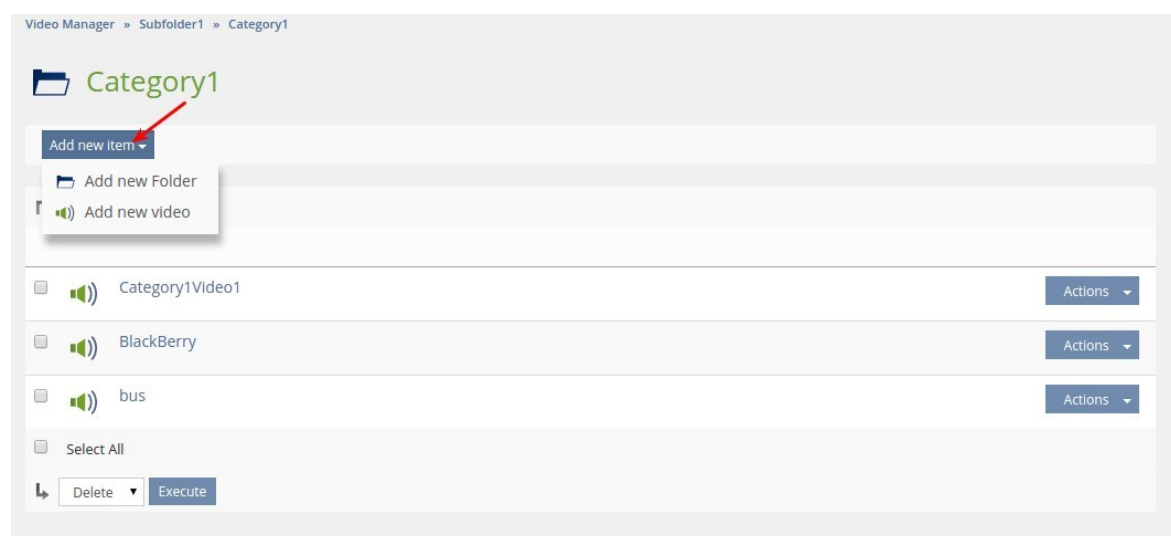 Video Manager » Subfolder1 » Category1
Category1
Add new item
Add new Folder
Add new video
Category1Video1
Actions
BlackBerry
Actions
bus
Actions
Select All
Delete
Execute